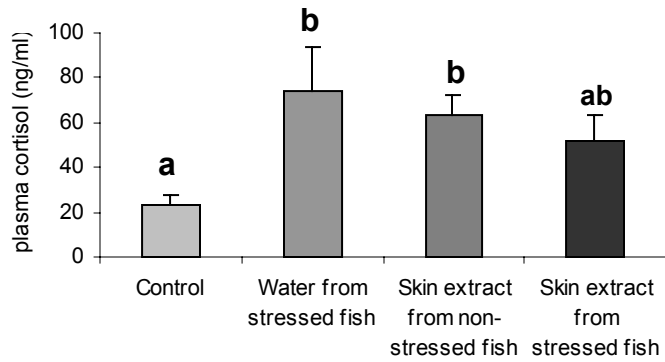 plasma cortisol (ng/ml)
100
80
60
40
20
0
a
b
b
ab
Control
Water from
stressed fish
Skin extract
from non-
stressed fish
Skin extract
from
stressed fish